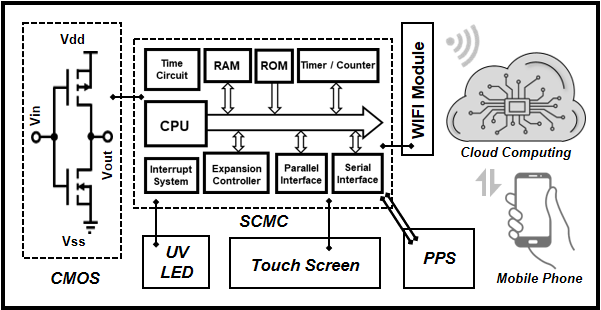 Vdd
Vin
Vout
Vss
CMOS
Time
Circuit
RAM
ROM
Timer / Counter
CPU
Interrupt
System
Expansion
Controller
Parallel
Interface
Serial
Interface
SCMC
WIFI Module
Cloud Computing
UV
LED
Touch Screen
PPS
Mobile Phone